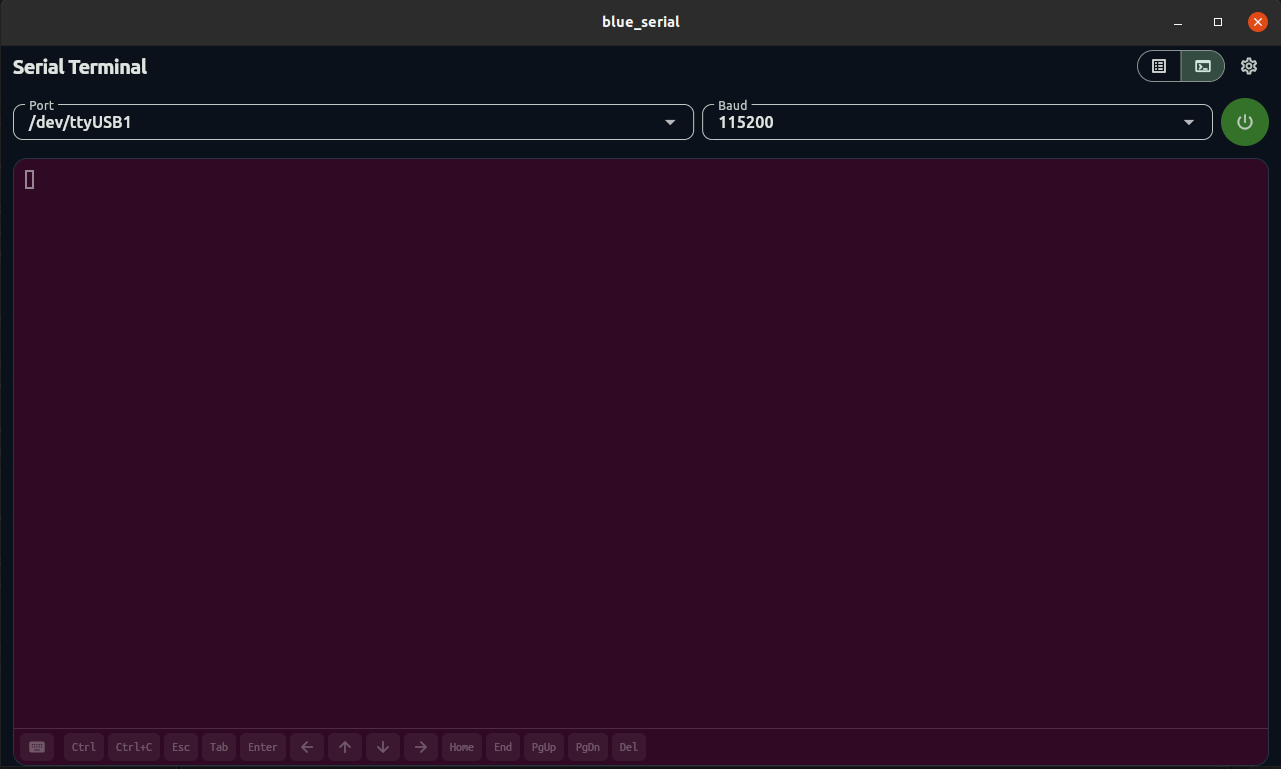 blue_serial
Serial Terminal
Port
/dev/ttyUSB1
Baud
115200
Ctrl Ctrl+C Esc Tab Enter Home End PgUp PgDn Del